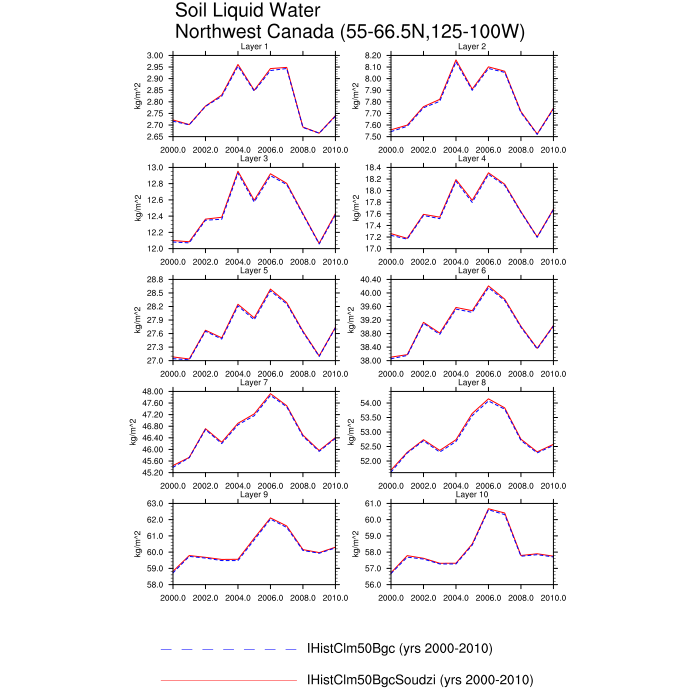 Soil Liquid Water
Northwest Canada (55-66.5N,125-100W)
Layer 1
kg/m^2
3.00
2.95
2.90
2.85
2.80
2.75
2.70
2.65
2000.0 2002.0 2004.0 2006.0 2008.0 2010.0
Layer 2
kg/m^2
8.20
8.10
8.00
7.90
7.80
7.70
7.60
7.50
2000.0 2002.0 2004.0 2006.0 2008.0 2010.0
Layer 3
kg/m^2
13.0
12.8
12.6
12.4
12.2
12.0
2000.0 2002.0 2004.0 2006.0 2008.0 2010.0
Layer 4
kg/m^2
18.4
18.2
18.0
17.8
17.6
17.4
17.2
17.0
2000.0 2002.0 2004.0 2006.0 2008.0 2010.0
Layer 5
kg/m^2
28.8
28.5
28.2
27.9
27.6
27.3
27.0
2000.0 2002.0 2004.0 2006.0 2008.0 2010.0
Layer 6
kg/m^2
40.40
40.00
39.60
39.20
38.80
38.40
38.00
2000.0 2002.0 2004.0 2006.0 2008.0 2010.0
Layer 7
kg/m^2
48.00
47.60
47.20
46.80
46.40
46.00
45.60
45.20
2000.0 2002.0 2004.0 2006.0 2008.0 2010.0
Layer 8
kg/m^2
54.00
53.50
53.00
52.50
52.00
2000.0 2002.0 2004.0 2006.0 2008.0 2010.0
Layer 9
kg/m^2
63.0
62.0
61.0
60.0
59.0
58.0
2000.0 2002.0 2004.0 2006.0 2008.0 2010.0
Layer 10
kg/m^2
61.0
60.0
59.0
58.0
57.0
56.0
2000.0 2002.0 2004.0 2006.0 2008.0 2010.0
IHistClm50Bgc (yrs 2000-2010)
IHistClm50BgcSoudzi (yrs 2000-2010)